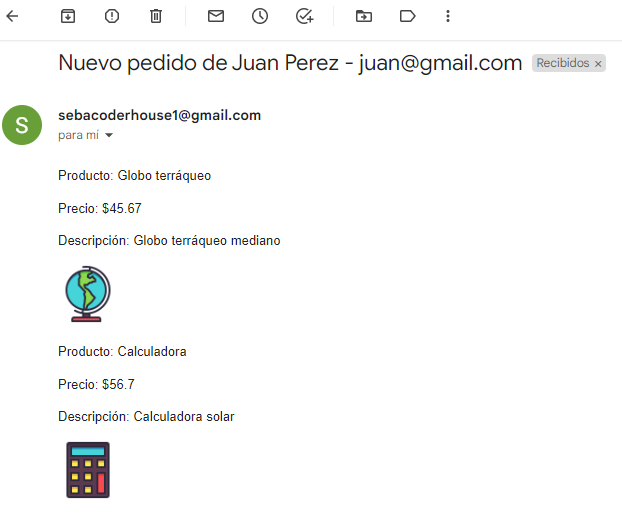 Nuevo pedido de Juan Perez - juan@gmail.com Recibidos ×
S
sebacoderhouse1@gmail.com
para mí
Producto: Globo terráqueo
Precio: $45.67
Descripción: Globo terráqueo mediano
Producto: Calculadora
Precio: $56.7
Descripción: Calculadora solar